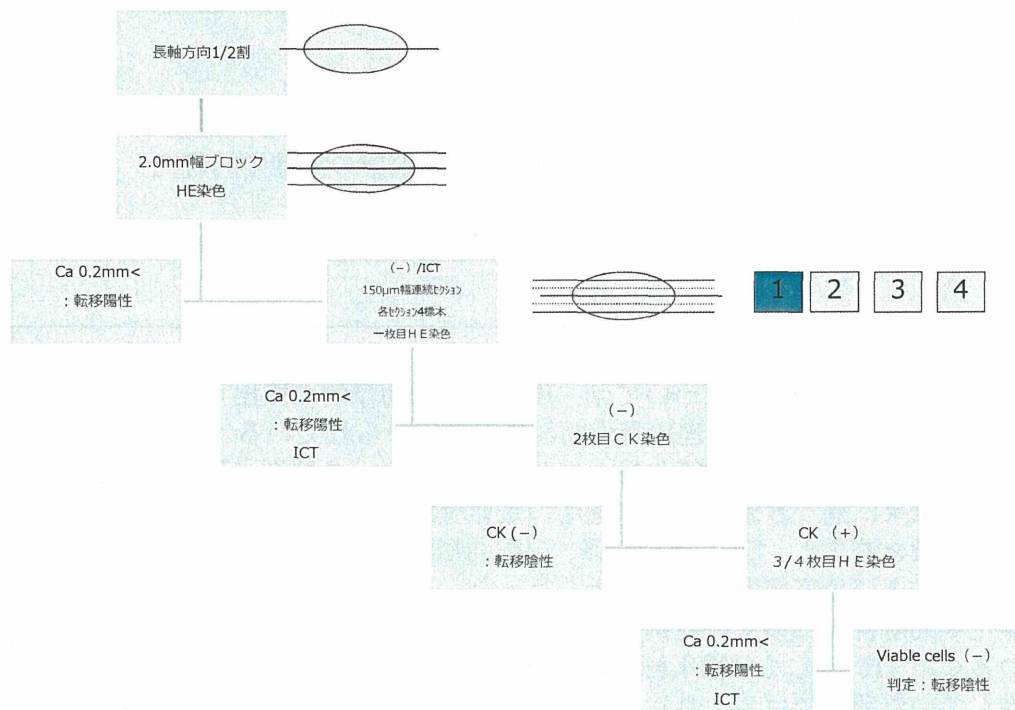 長軸方向1/2割
2.0mm幅ブロック
HE染色
Ca 0.2mm<
：転移陽性
（－）/ICT
150μm幅連続ｾｸｼｮﾝ
各ｾｸｼｮﾝ4標本
一枚目ＨＥ染色
1 2 3 4
Ca 0.2mm<
：転移陽性
ICT
（－）
2枚目ＣＫ染色
CK (－)
：転移陰性
CK （+）
３/４枚目ＨＥ染色
Ca 0.2mm<
：転移陽性
ICT
Viable cells（－）
判定：転移陰性